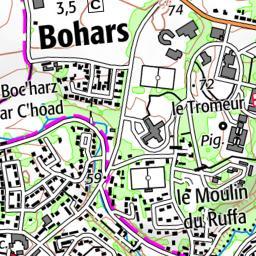 3,5
C
74
Bohars
Boc'harz
ar C'hoad
72
le Tromeur
Pig.
59
le Moulin
du Ruffa